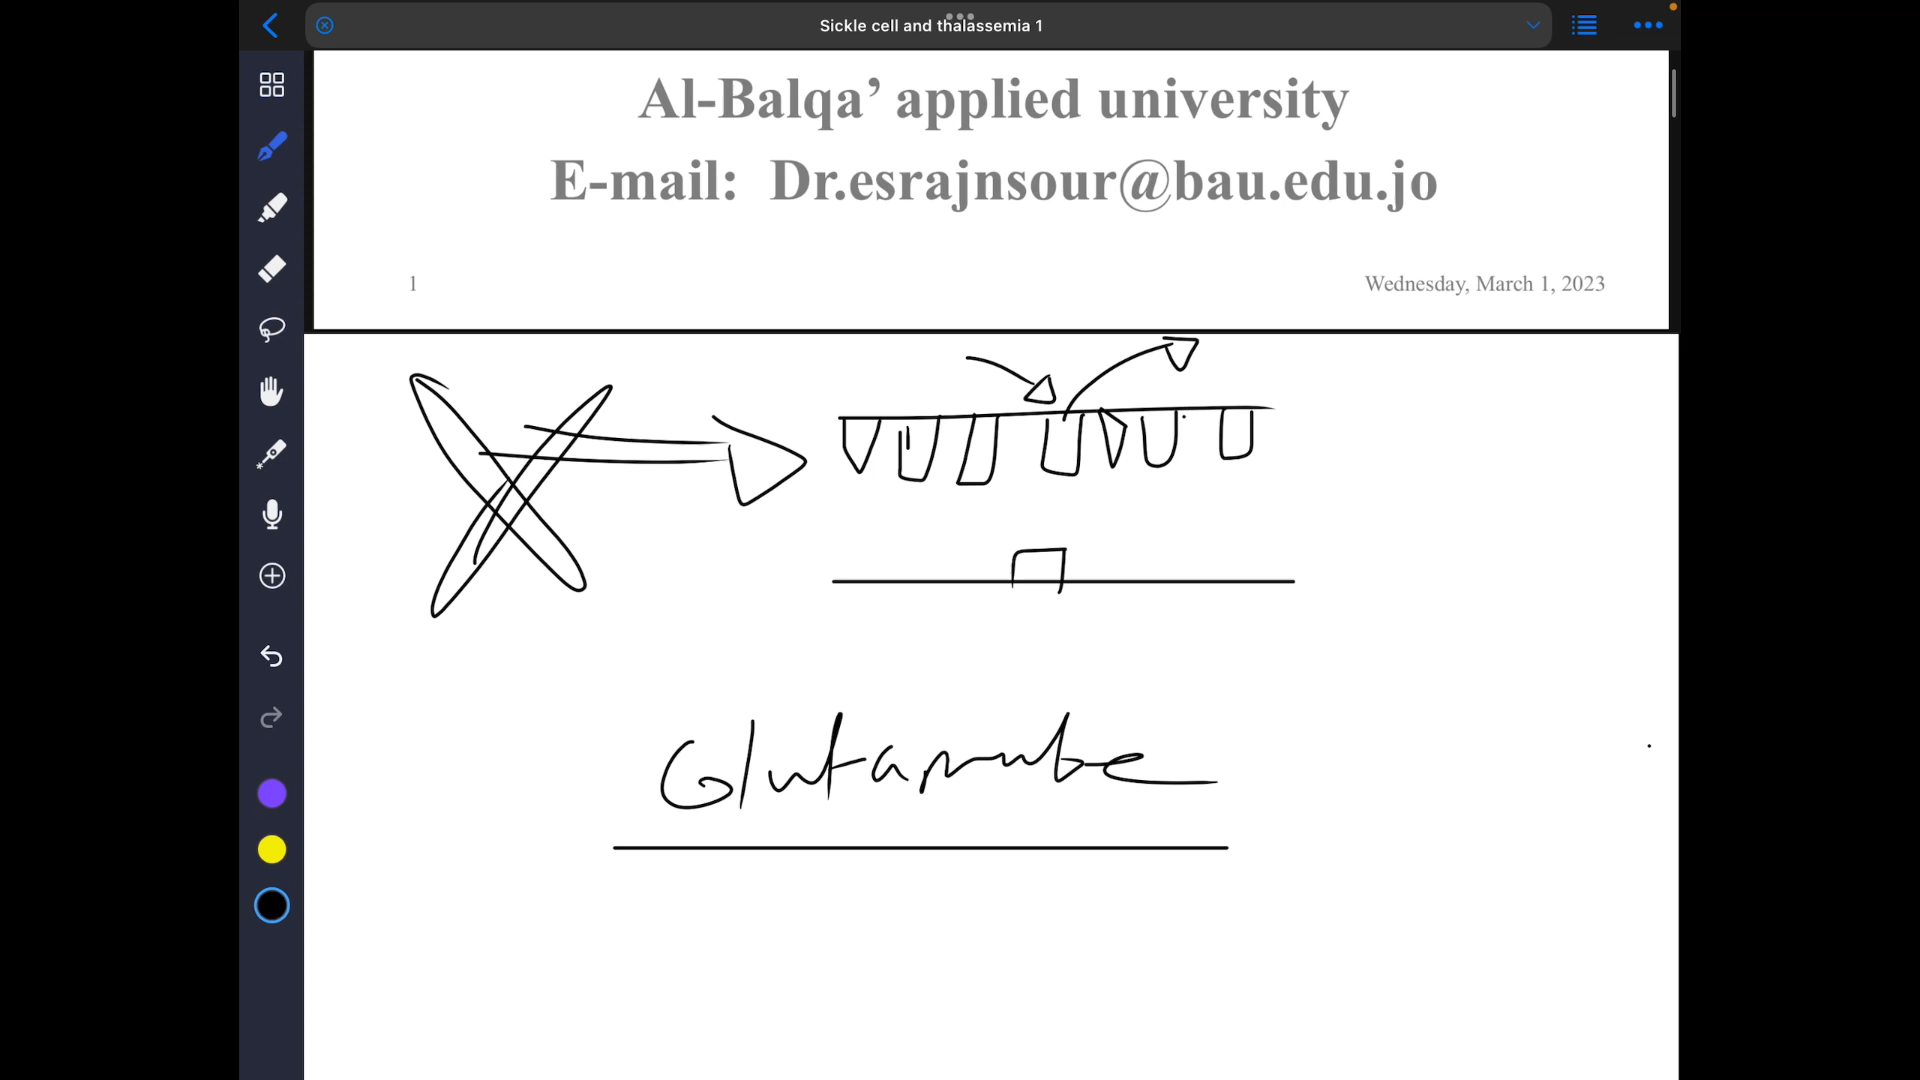 Sickle cell and thalassemia 1
Al-Balqa’ applied university
E-mail: Dr.esrajnsour@bau.edu.jo
1
Wednesday, March 1, 2023
Glutamate